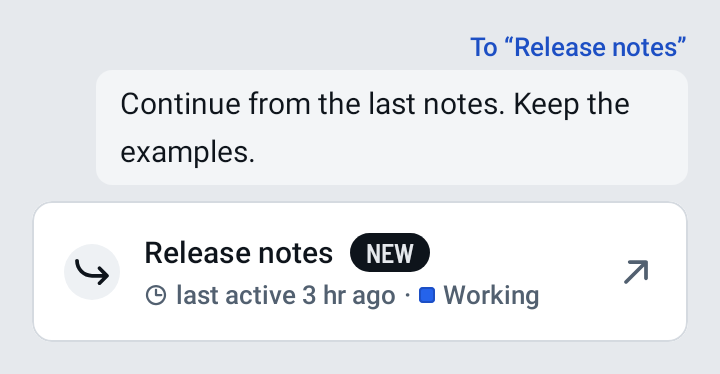 To “Release notes”
Continue from the last notes. Keep the
examples.
Release notes NEW
last active 3 hr ago · Working